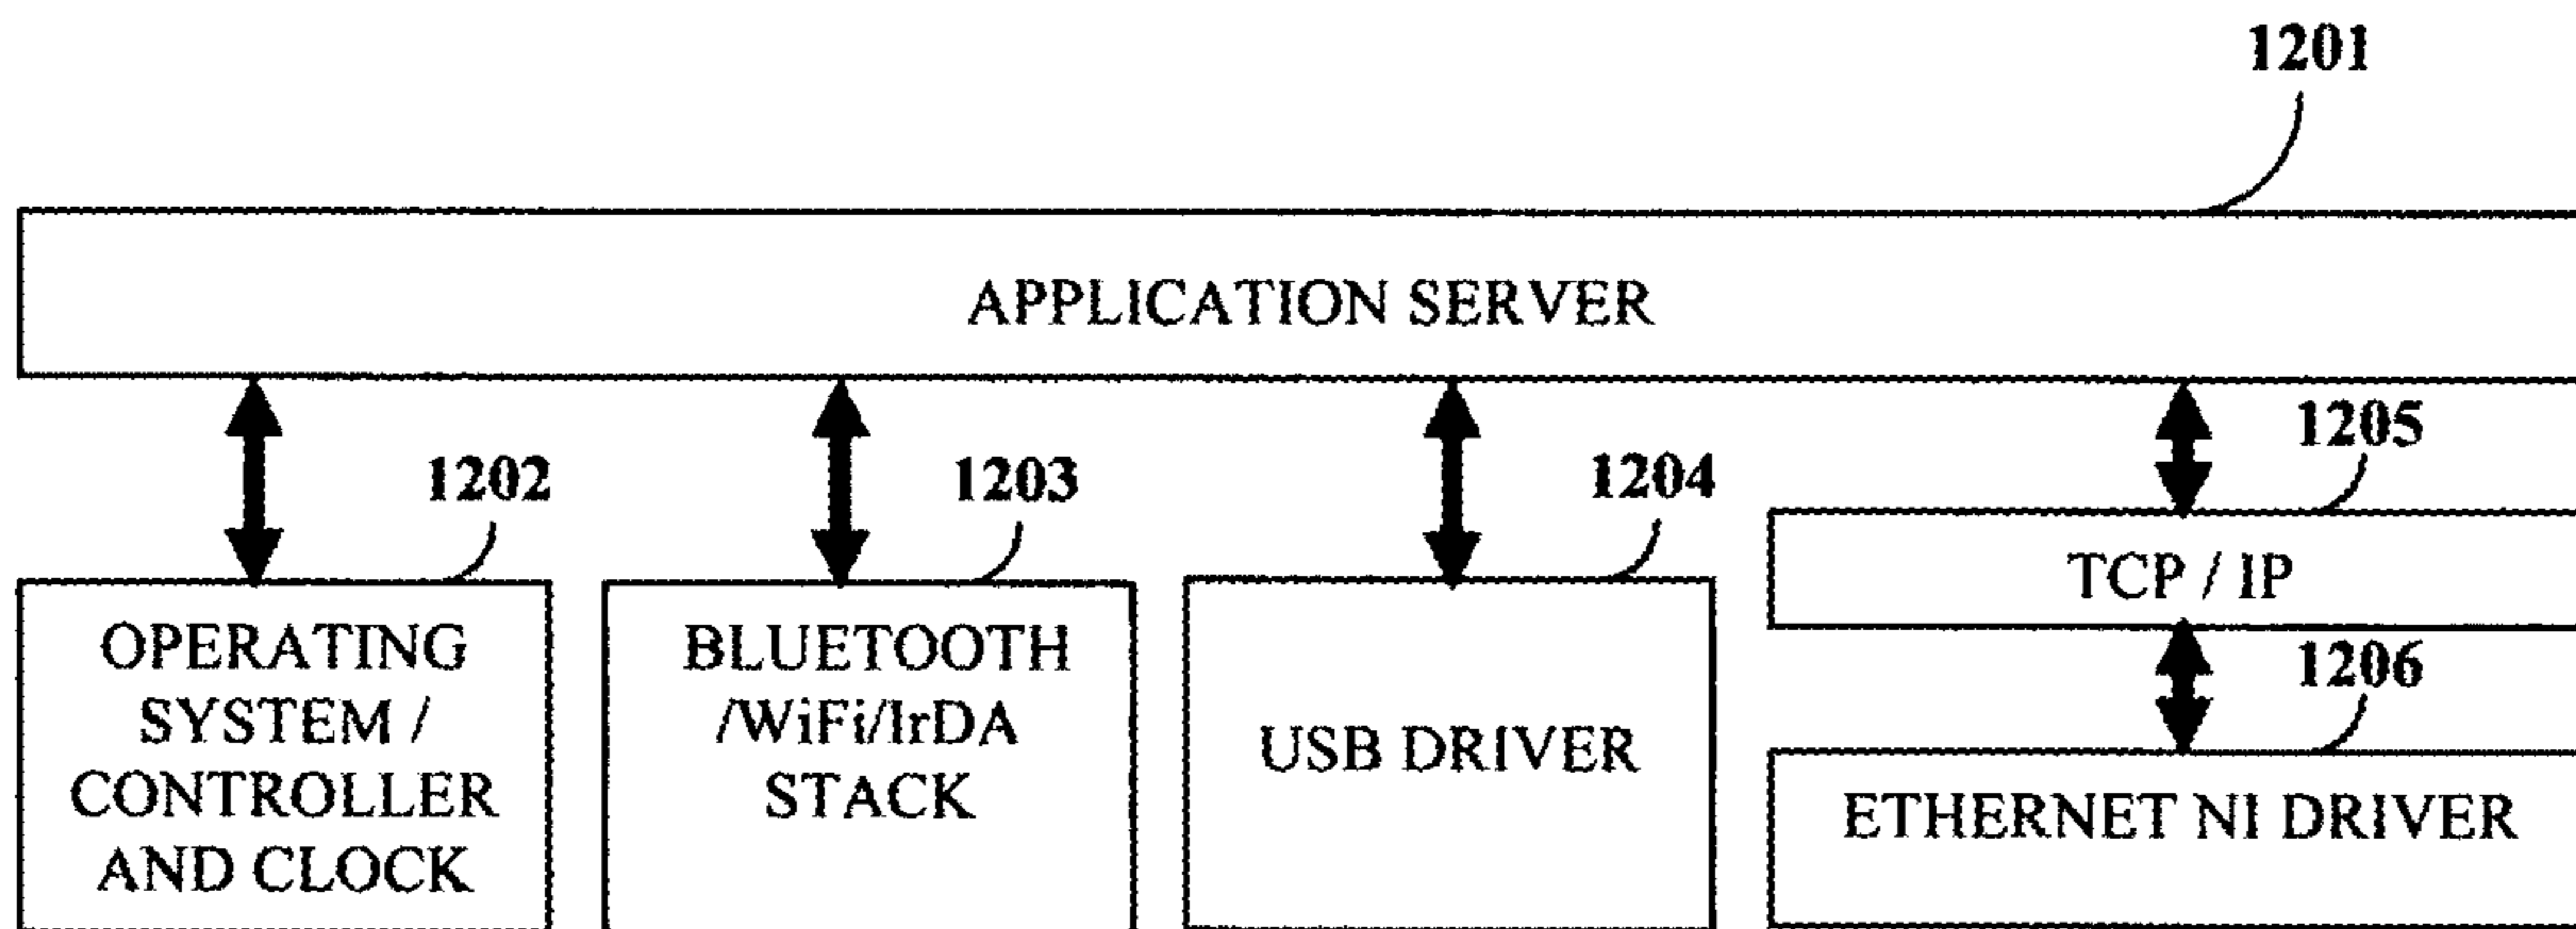 1201
APPLICATION SERVER
1202
1203
1204
1205
OPERATING
SYSTEM /
CONTROLLER
AND CLOCK
BLUETOOTH
/WiFi/IrDA
STACK
USB DRIVER
TCP / IP
1206
ETHERNET NI DRIVER